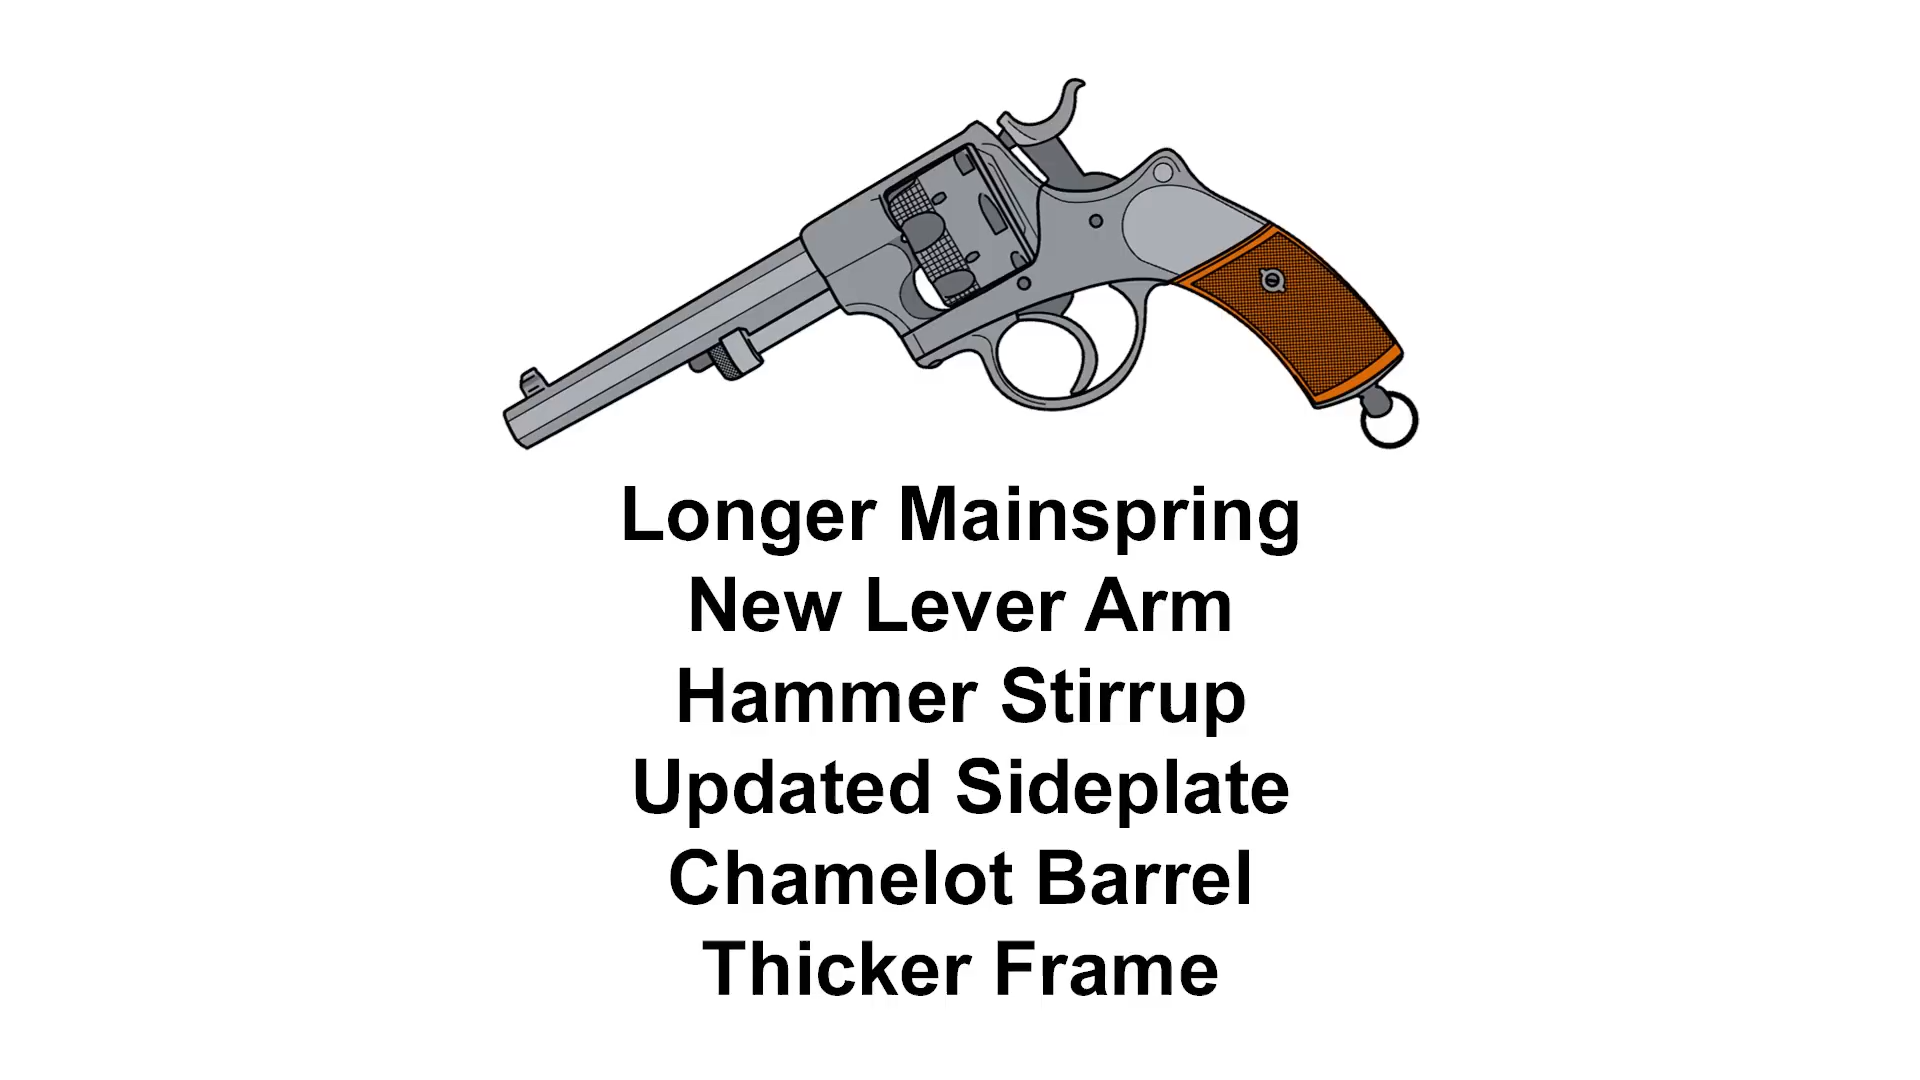 Longer Mainspring
New Lever Arm
Hammer Stirrup
Updated Sideplate
Chamelot Barrel
Thicker Frame